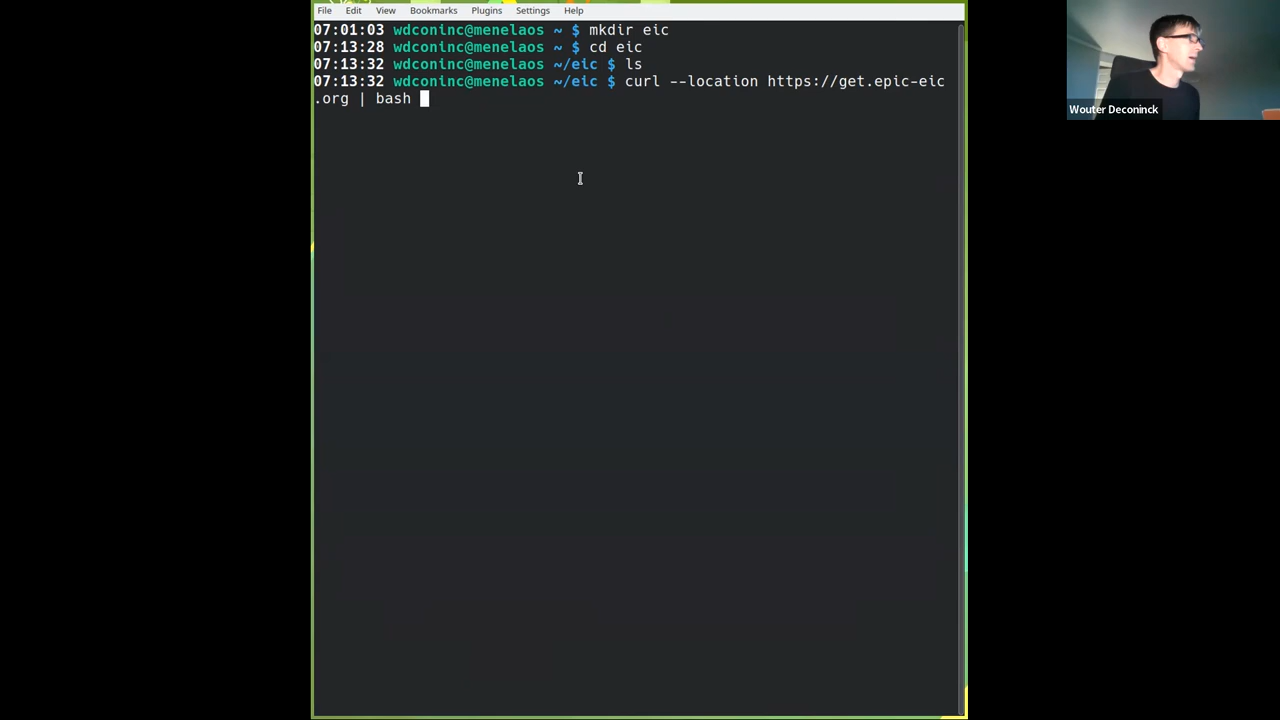 File Edit View Bookmarks Plugins Settings Help
07:01:03 wdconinc@menelaos ~ $ mkdir eic
07:13:28 wdconinc@menelaos ~ $ cd eic
07:13:32 wdconinc@menelaos ~/eic $ ls
07:13:32 wdconinc@menelaos ~/eic $ curl --location https://get.epic-eic
.org | bash
Wouter Deconinck